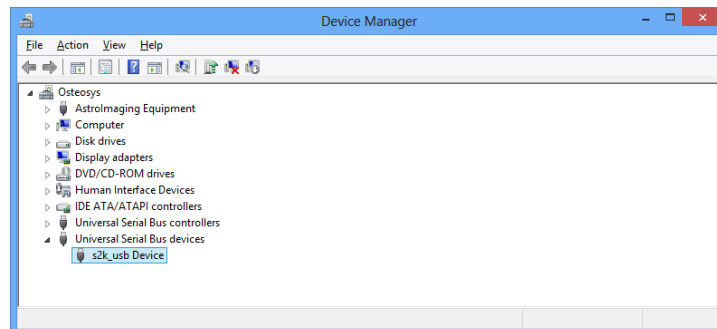 Device Manager
File Action View Help
Osteosys
AstroImaging Equipment
Computer
Disk drives
Display adapters
DVD/CD-ROM drives
Human Interface Devices
IDE ATA/ATAPI controllers
Universal Serial Bus controllers
Universal Serial Bus devices
s2k_usb Device